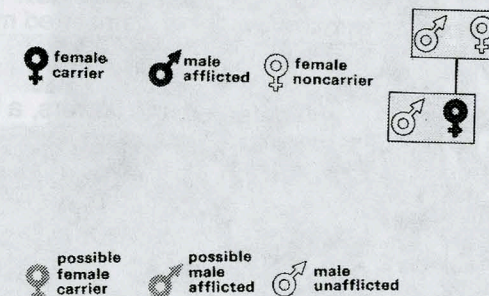 female
carrier
male
afflicted
female
noncarrier
possible
female
carrier
possible
male
afflicted
male
unafflicted